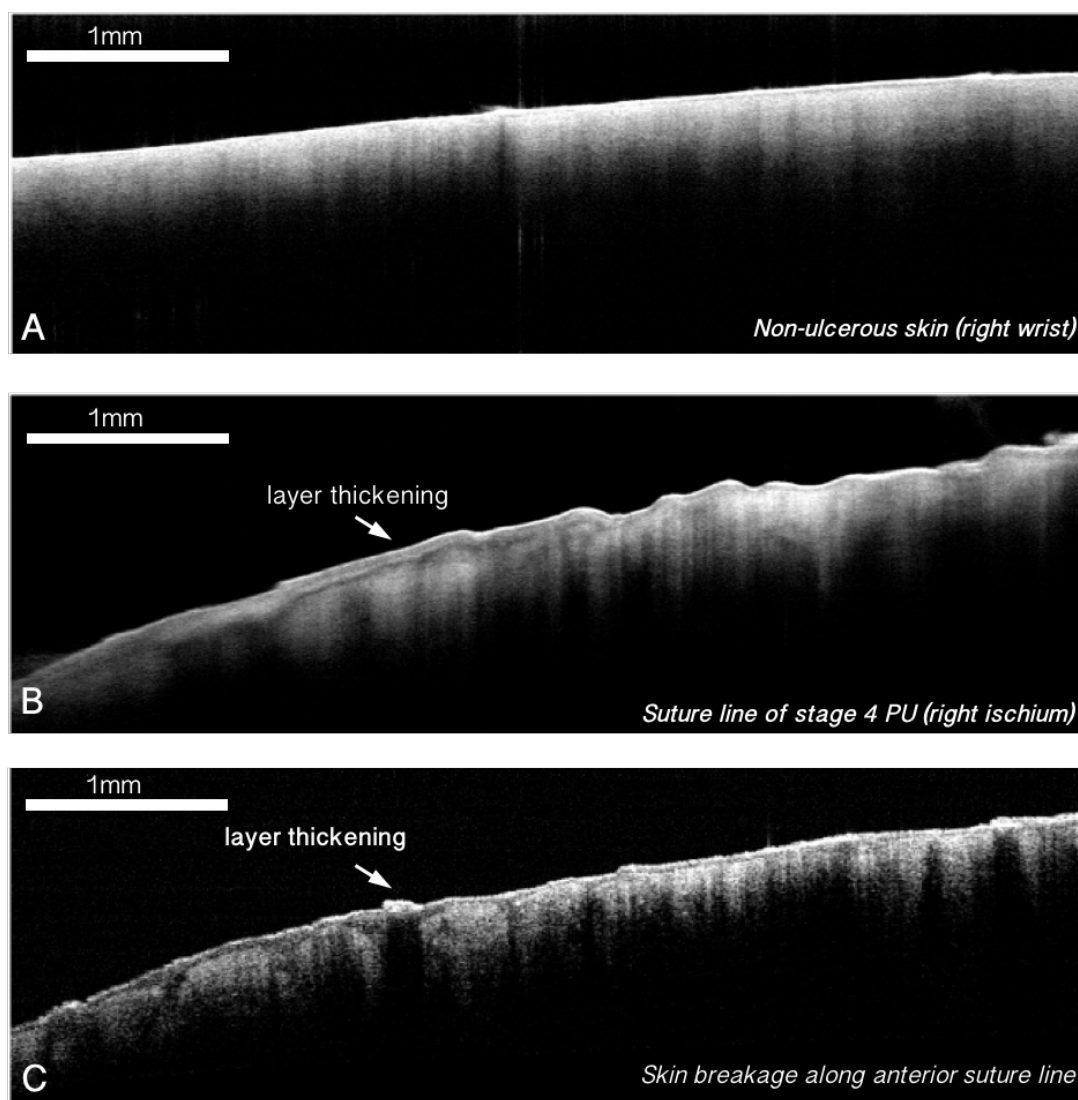 1mm
A
Non-ulcerous skin (right wrist)
1mm
layer thickening
B
Suture line of stage 4 PU (right ischium)
1mm
layer thickening
C
Skin breakage along anterior suture line